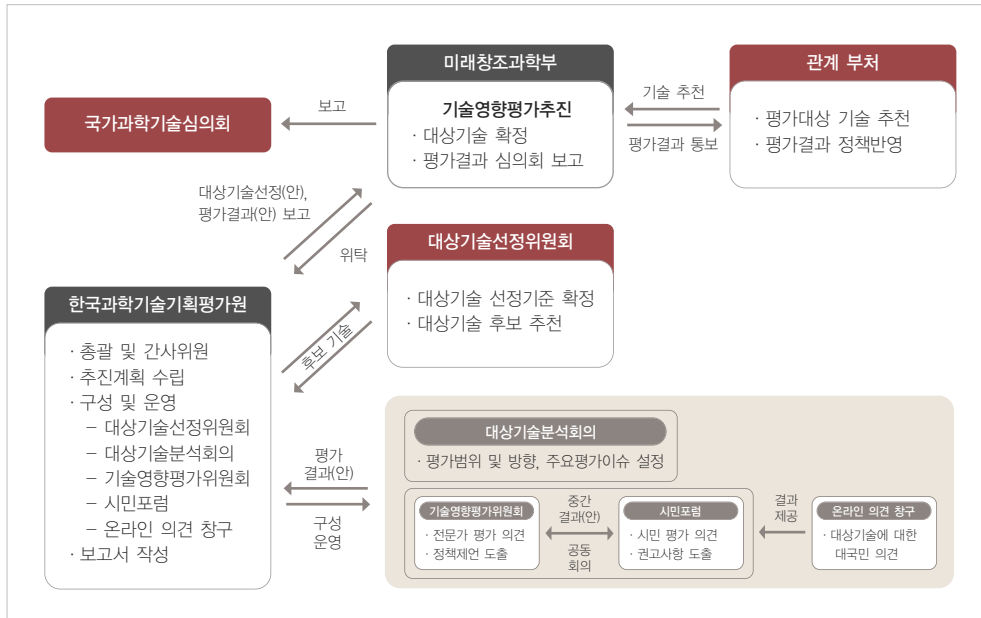 미래창조과학부
기술영향평가추진
· 대상기술 확정
· 평가결과 심의회 보고
관계 부처
· 평가대상 기술 추천
· 평가결과 정책반영
기술 추천
평가결과 통보
보고
국가과학기술심의회
대상기술선정(안),
평가결과(안) 보고
위탁
대상기술선정위원회
· 대상기술 선정기준 확정
· 대상기술 후보 추천
한국과학기술기획평가원
· 총괄 및 간사위원
· 추진계획 수립
· 구성 및 운영
– 대상기술선정위원회
– 대상기술분석회의
– 기술영향평가위원회
– 시민포럼
– 온라인 의견 창구
· 보고서 작성
후보 기술
평가
결과(안)
구성
운영
대상기술분석회의
· 평가범위 및 방향, 주요평가이슈 설정
기술영향평가위원회
· 전문가 평가 의견
· 정책제언 도출
중간
결과(안)
공동
회의
시민포럼
· 시민 평가 의견
· 권고사항 도출
결과
제공
온라인 의견 창구
· 대상기술에 대한
대국민 의견